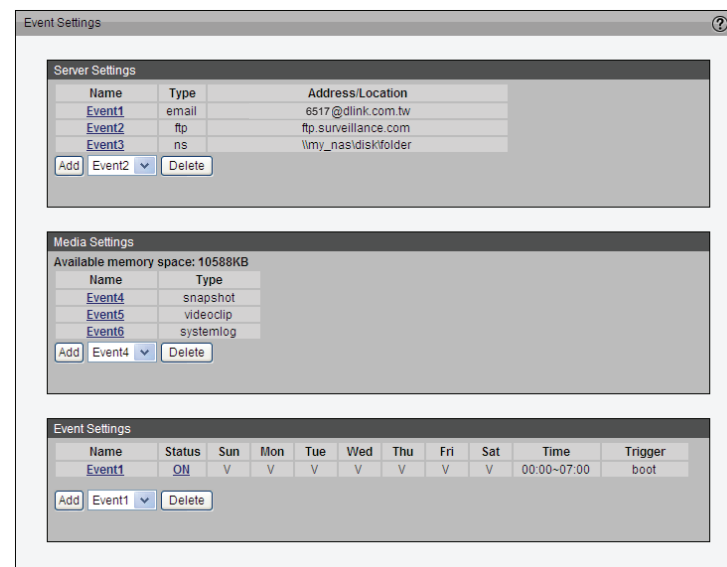 Event Settings ?
Server Settings
Name Type Address/Location
Event1 email 6517@dlink.com.tw
Event2 ftp ftp.surveillance.com
Event3 ns \\my_nas\disk\folder
Add Event2 Delete
Media Settings
Available memory space: 10588KB
Name Type
Event4 snapshot
Event5 videoclip
Event6 systemlog
Add Event4 Delete
Event Settings
Name Status Sun Mon Tue Wed Thu Fri Sat Time Trigger
Event1 ON V V V V V V V 00:00~07:00 boot
Add Event1 Delete